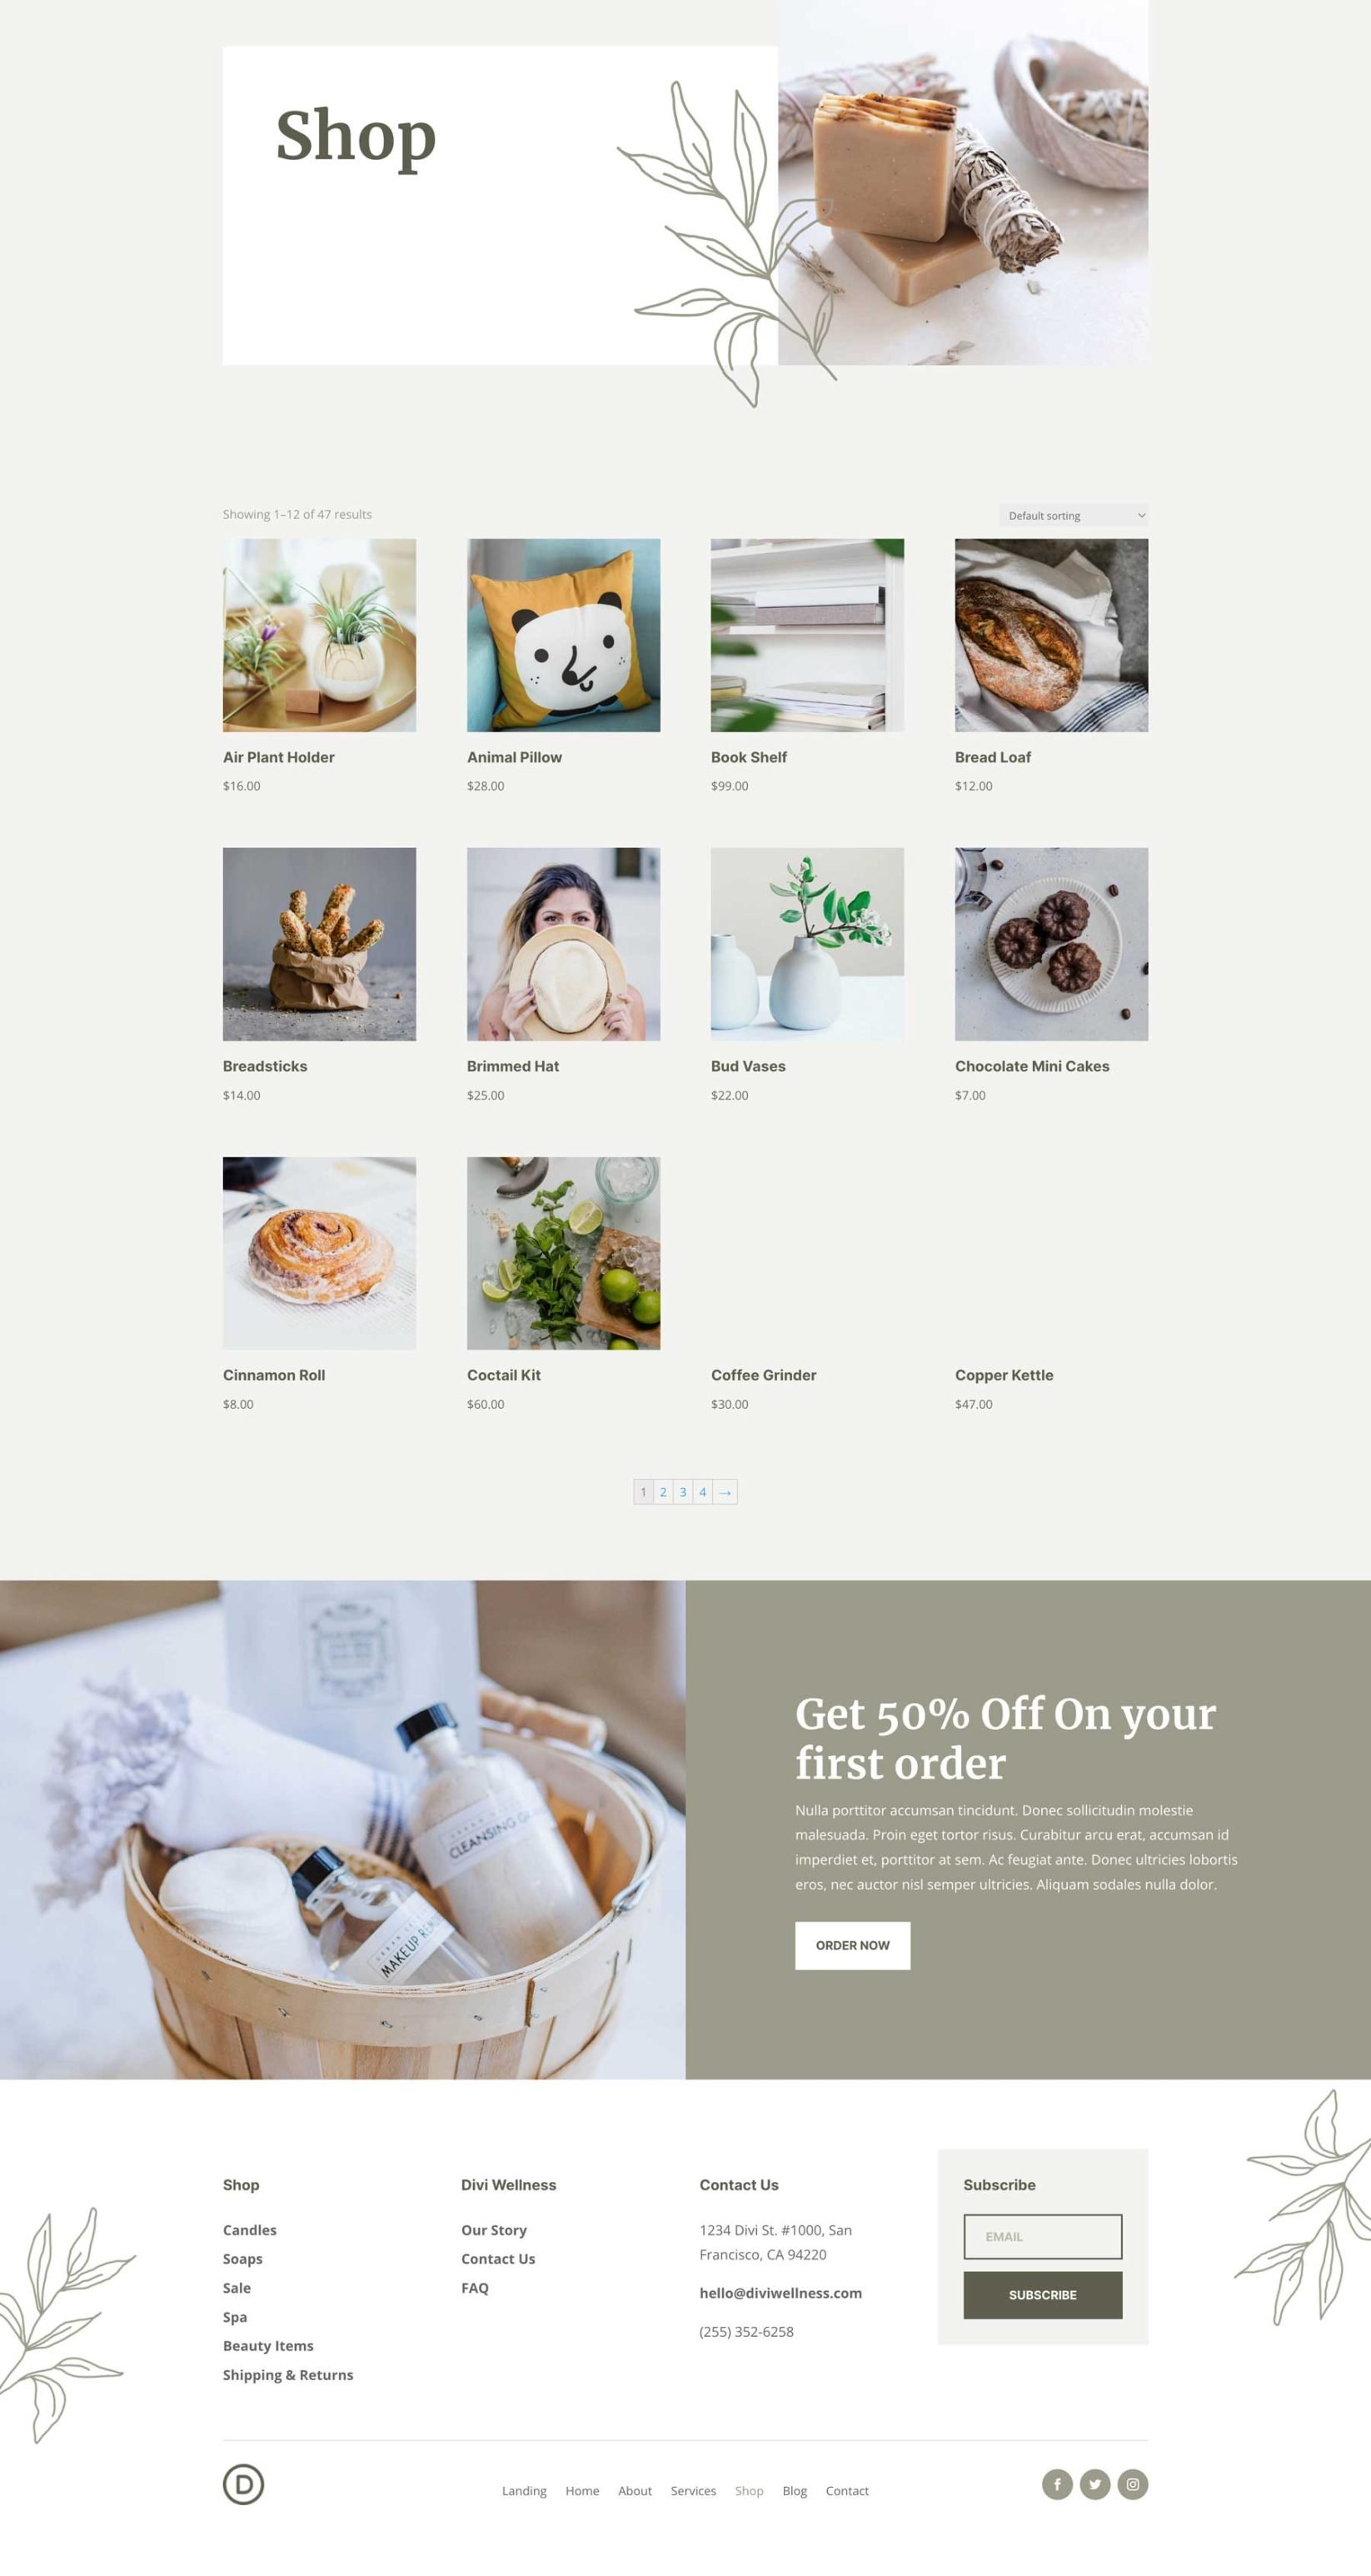 Shop
Showing 1–12 of 47 results
Default sorting
Air Plant Holder
$16.00
Animal Pillow
$28.00
Book Shelf
$99.00
Bread Loaf
$12.00
Breadsticks
$14.00
Brimmed Hat
$25.00
Bud Vases
$22.00
Chocolate Mini Cakes
$7.00
Cinnamon Roll
$8.00
Coctail Kit
$60.00
Coffee Grinder
$30.00
Copper Kettle
$47.00
1 2 3 4 →
CLEANSING
MAKEUP
Get 50% Off On your
first order
Nulla porttitor accumsan tincidunt. Donec sollicitudin molestie
malesuada. Proin eget tortor risus. Curabitur arcu erat, accumsan id
imperdiet et, porttitor at sem. Ac feugiat ante. Donec ultricies lobortis
eros, nec auctor nisl semper ultricies. Aliquam sodales nulla dolor.
ORDER NOW
Shop
Candles
Soaps
Sale
Spa
Beauty Items
Shipping & Returns
Divi Wellness
Our Story
Contact Us
FAQ
Contact Us
1234 Divi St. #1000, San
Francisco, CA 94220
hello@diviwellness.com
(255) 352-6258
Subscribe
EMAIL
SUBSCRIBE
D
Landing Home About Services Shop Blog Contact